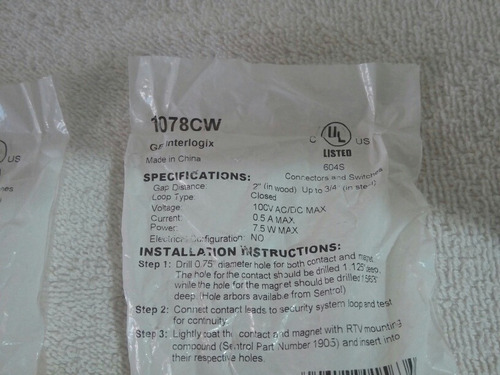 1078CW
Interlogix
Made in China
C UL US
LISTED
604S
SPECIFICATIONS: Connectors and Switches
Gap Distance: 2" (in wood) Up to 3/4" (in steel)
Loop Type: Closed
Voltage: 100V AC/DC MAX
Current: 0.5 A MAX
Power: 7.5 W MAX
Electrical Configuration: NO
INSTALLATION INSTRUCTIONS:
Step 1: Drill 0.75" diameter hole for both contact and magnet.
The hole for the contact should be drilled 1.125" deep,
while the hole for the magnet should be drilled
deep. (Hole arbors available from Sentrol)
Step 2: Connect contact leads to security system loop and test
for continuity.
Step 3: Lightly coat the contact and magnet with RTV mounting
compound (Sentrol Part Number 1905) and insert into
their respective holes.
US